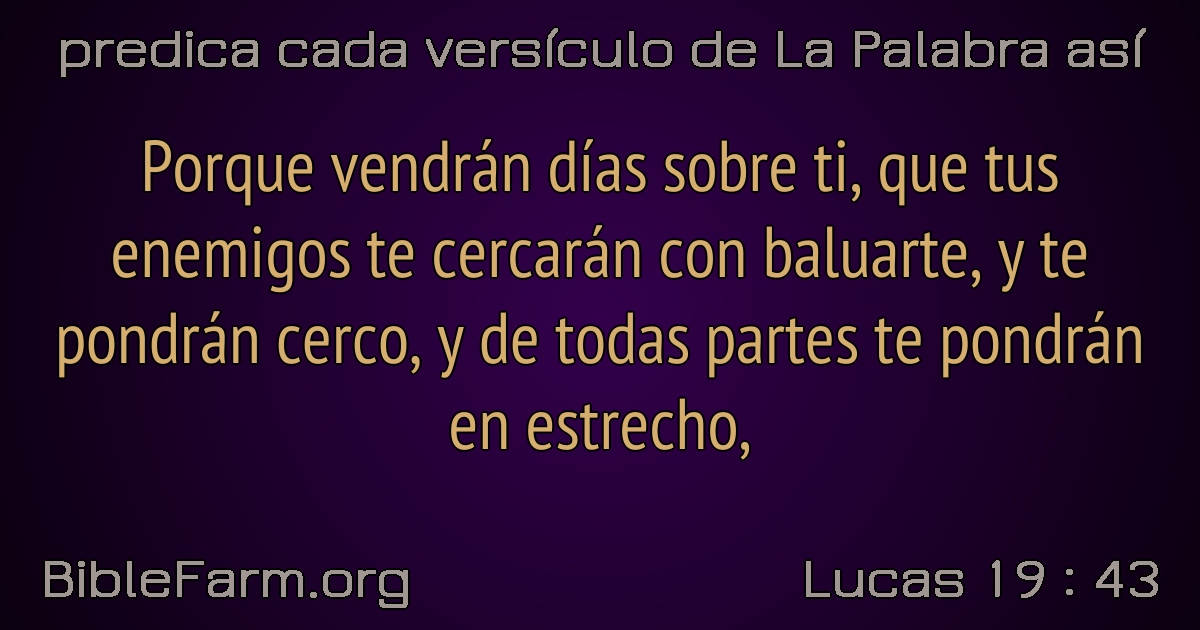 predica cada versículo de La Palabra así
Porque vendrán días sobre ti, que tus
enemigos te cercarán con baluarte, y te
pondrán cerco, y de todas partes te pondrán
en estrecho,
BibleFarm.org
Lucas 19 : 43